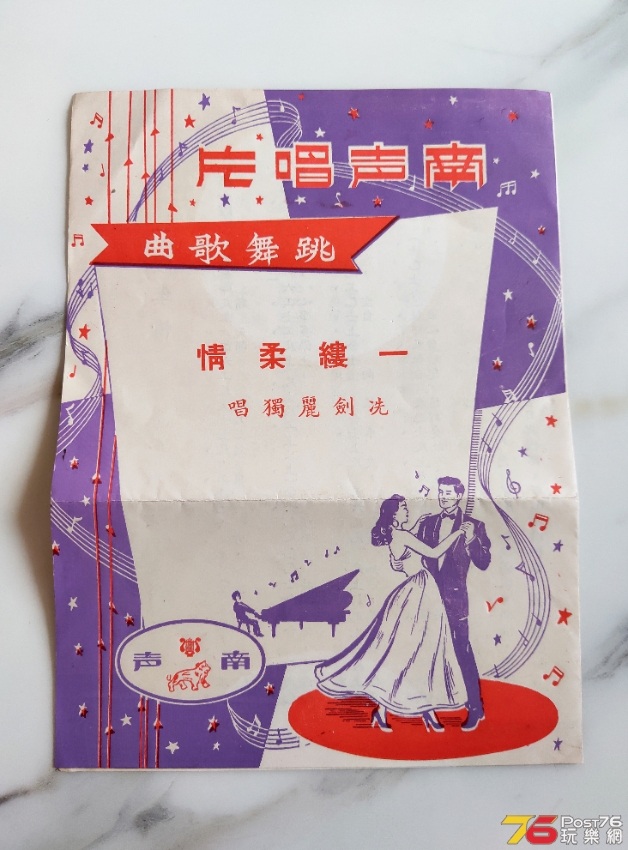 南声唱片
跳舞歌曲
一縷柔情
冼劍麗獨唱
南声
76 Post76
玩樂網